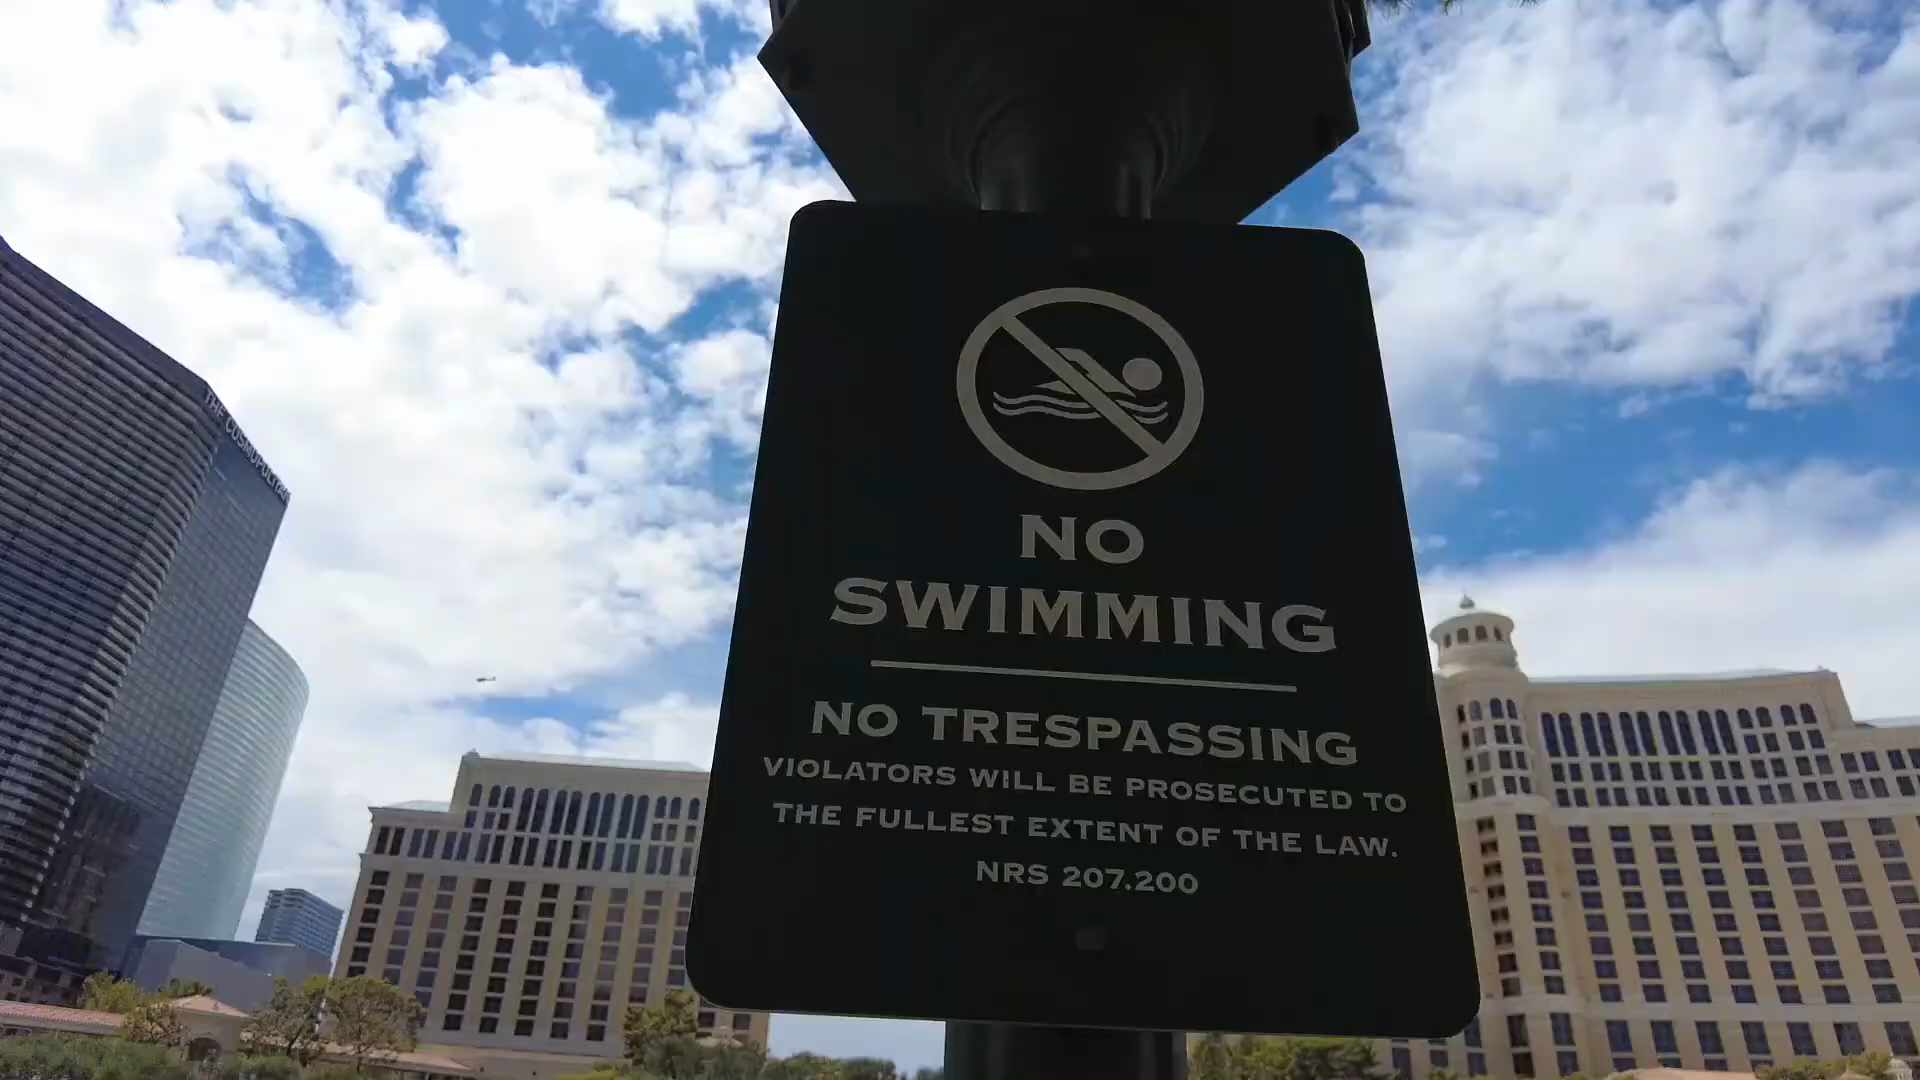 THE COSMOPOLITAN
NO
SWIMMING
NO TRESPASSING
VIOLATORS WILL BE PROSECUTED TO
THE FULLEST EXTENT OF THE LAW.
NRS 207.200